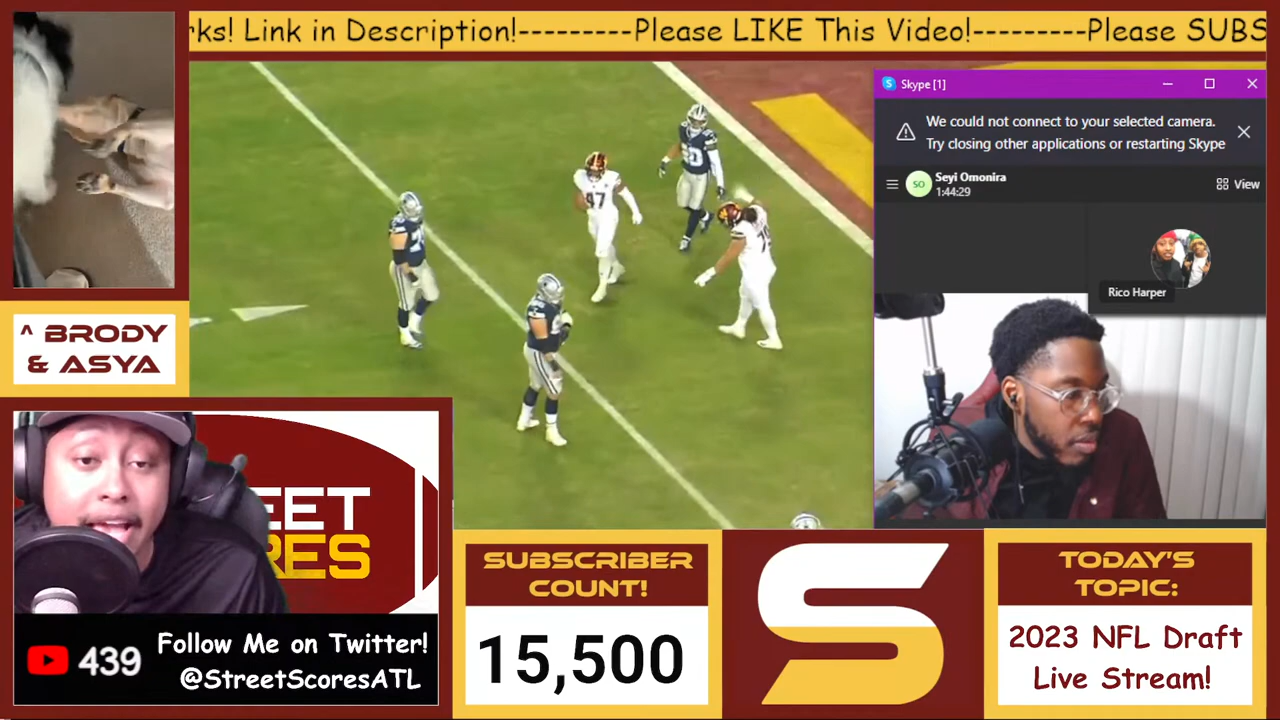 rks! Link in Description!---------Please LIKE This Video!---------Please SUBS
Skype [1]
We could not connect to your selected camera.
Try closing other applications or restarting Skype
SO
Seyi Omonira
1:44:29
View
Rico Harper
^ BRODY
& ASYA
EET
RES
439
Follow Me on Twitter!
@StreetScoresATL
SUBSCRIBER
COUNT!
15,500
S
TODAY'S
TOPIC:
2023 NFL Draft
Live Stream!